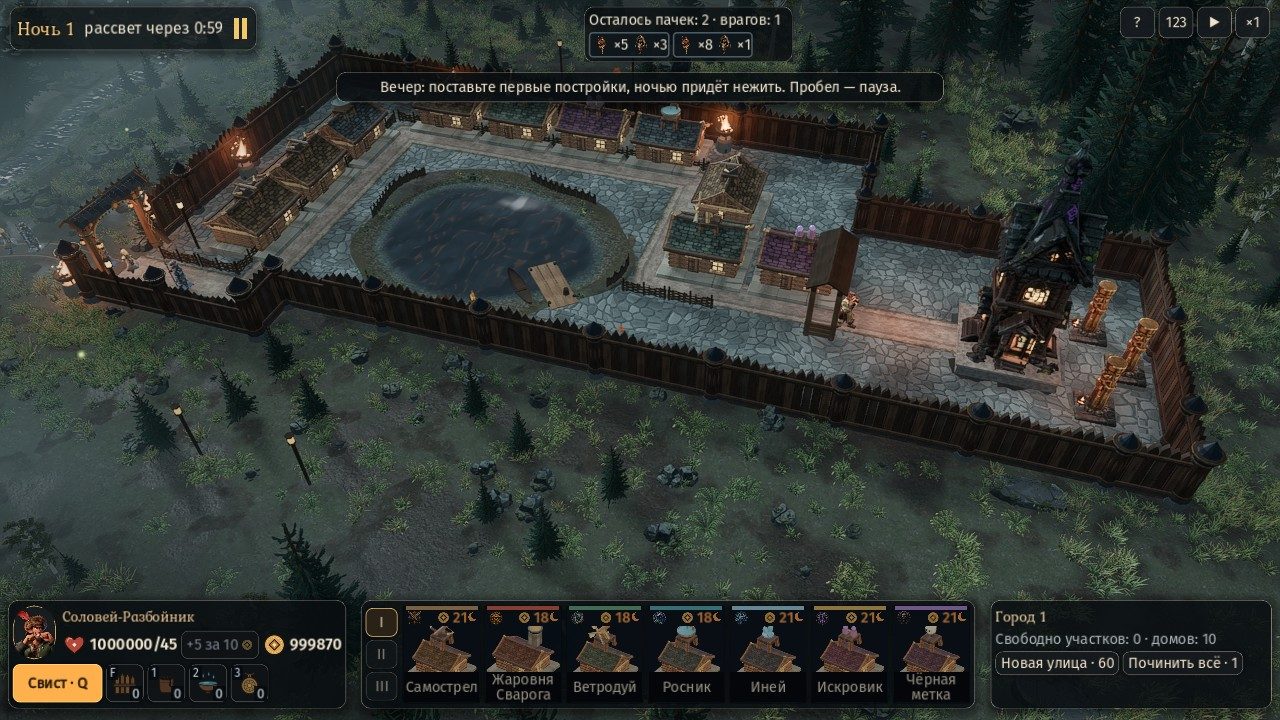 Ночь 1 рассвет через 0:59
Осталось пачек: 2 · врагов: 1
×5 ×3 ×8 ×1
? 123 ×1
Вечер: поставьте первые постройки, ночью придёт нежить. Пробел — пауза.
Соловей-Разбойник
1000000/45 +5 за 10 999870
Свист · Q
F 0 1 0 2 0 3 0
I
II
III
21 18 18 18 21 21 21
Самострел
Жаровня Сварога
Ветродуй
Росник
Иней
Искровик
Чёрная метка
Город 1
Свободно участков: 0 · домов: 10
Новая улица · 60 Починить всё · 1